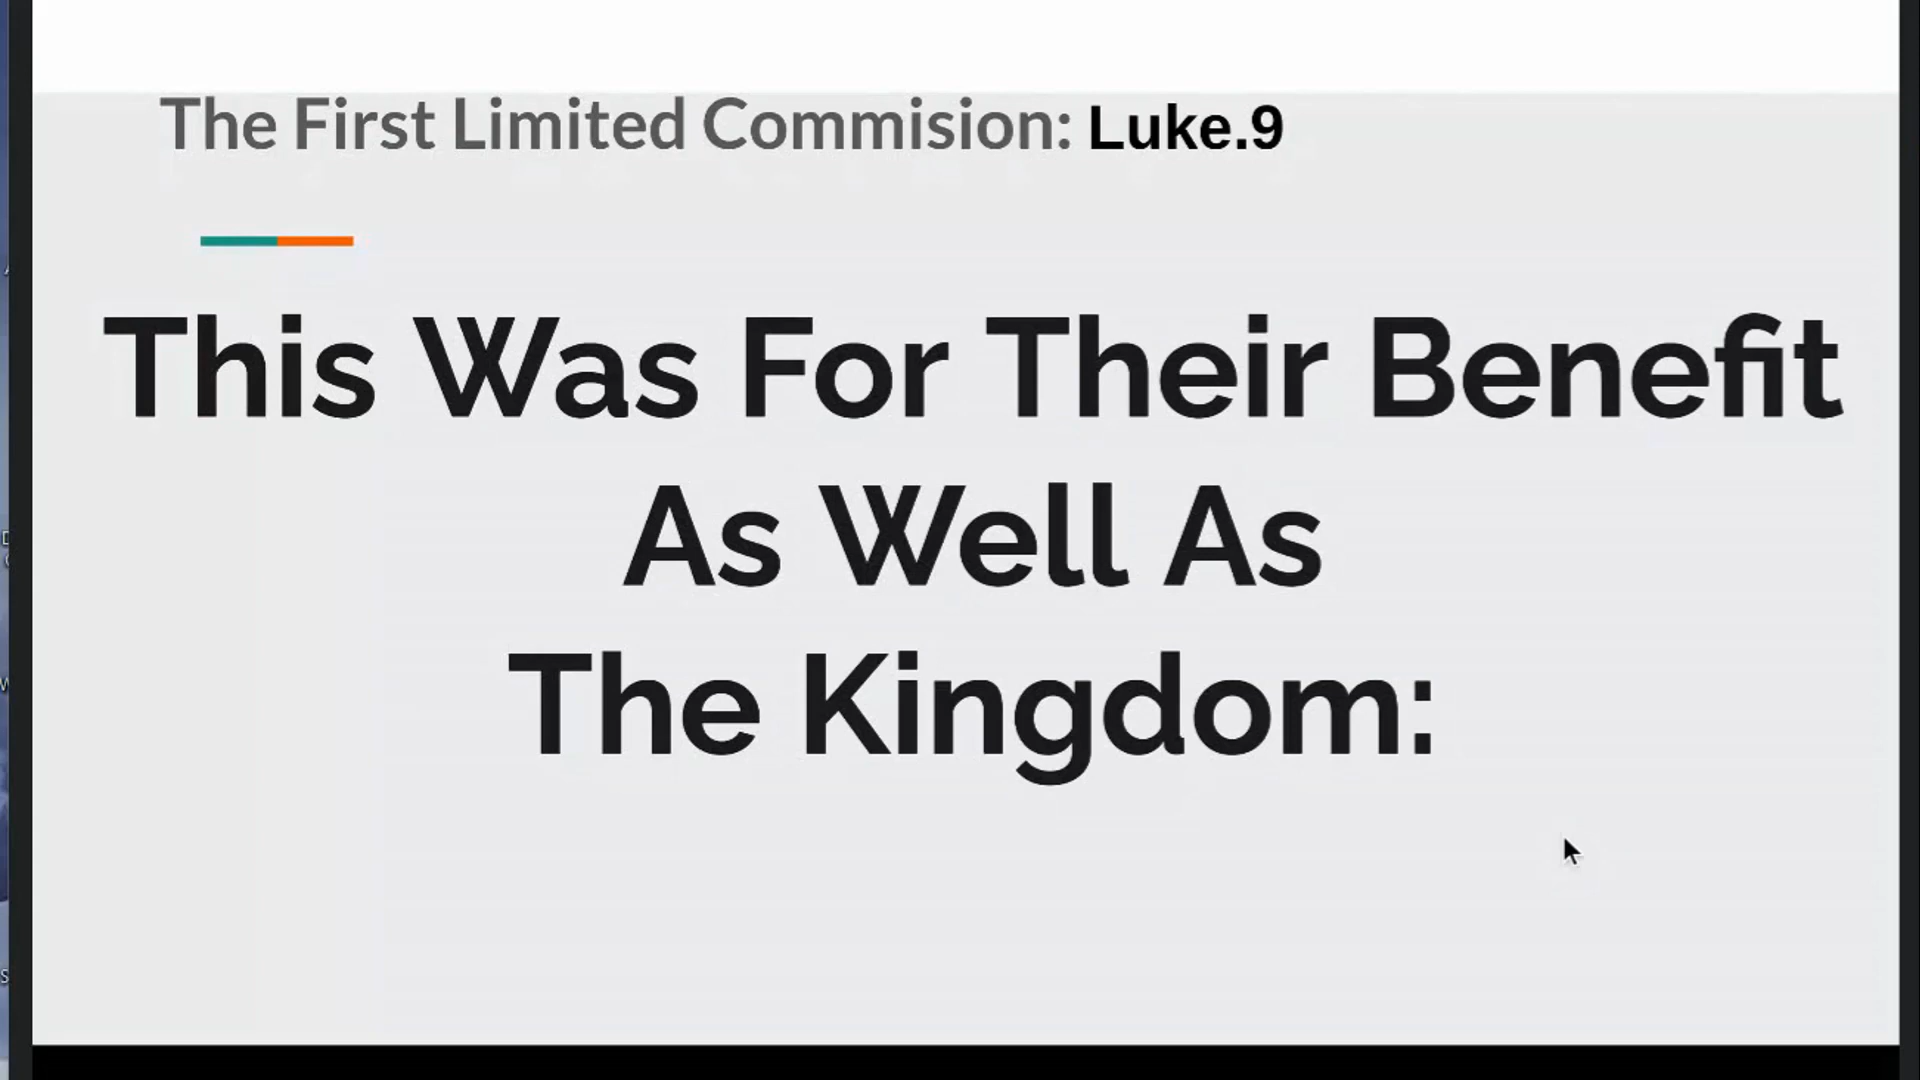 The First Limited Commision: Luke.9
This Was For Their Benefit
As Well As
The Kingdom: